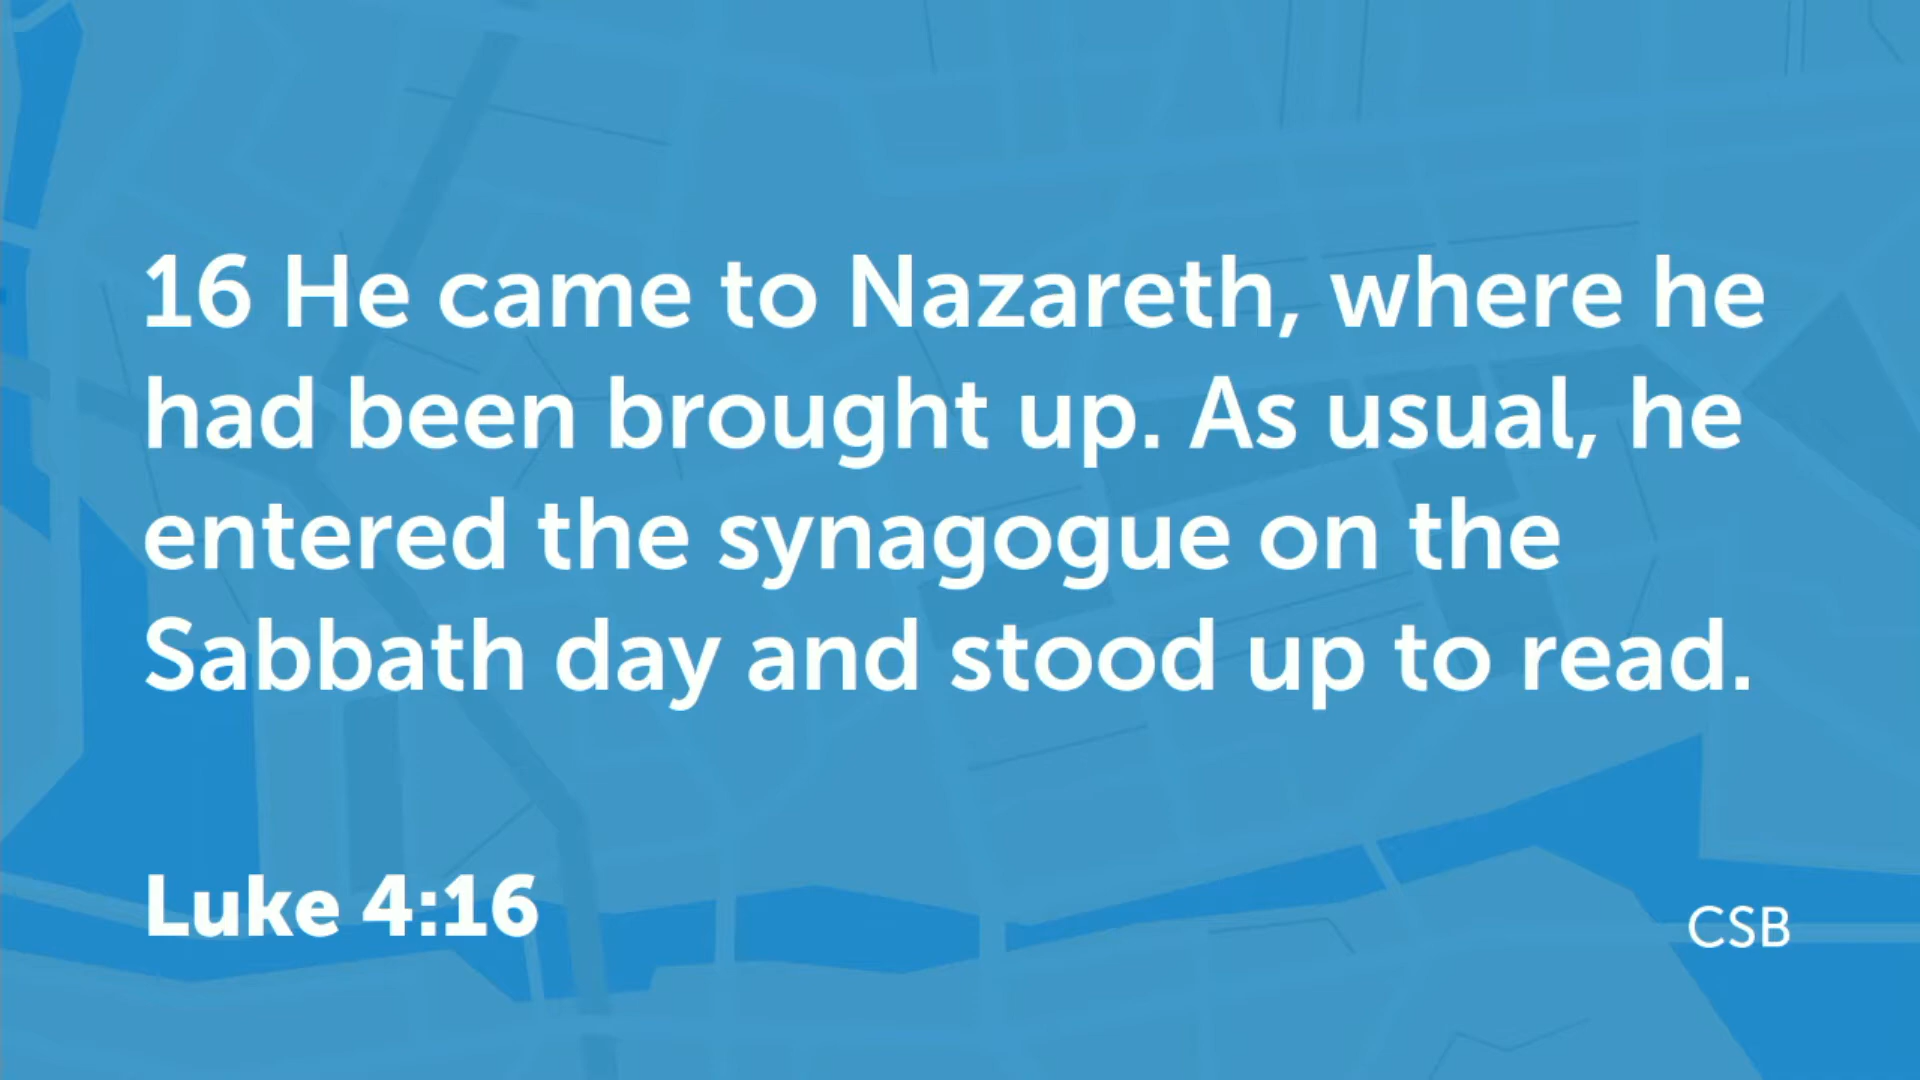 16 He came to Nazareth, where he
had been brought up. As usual, he
entered the synagogue on the
Sabbath day and stood up to read.
Luke 4:16
CSB